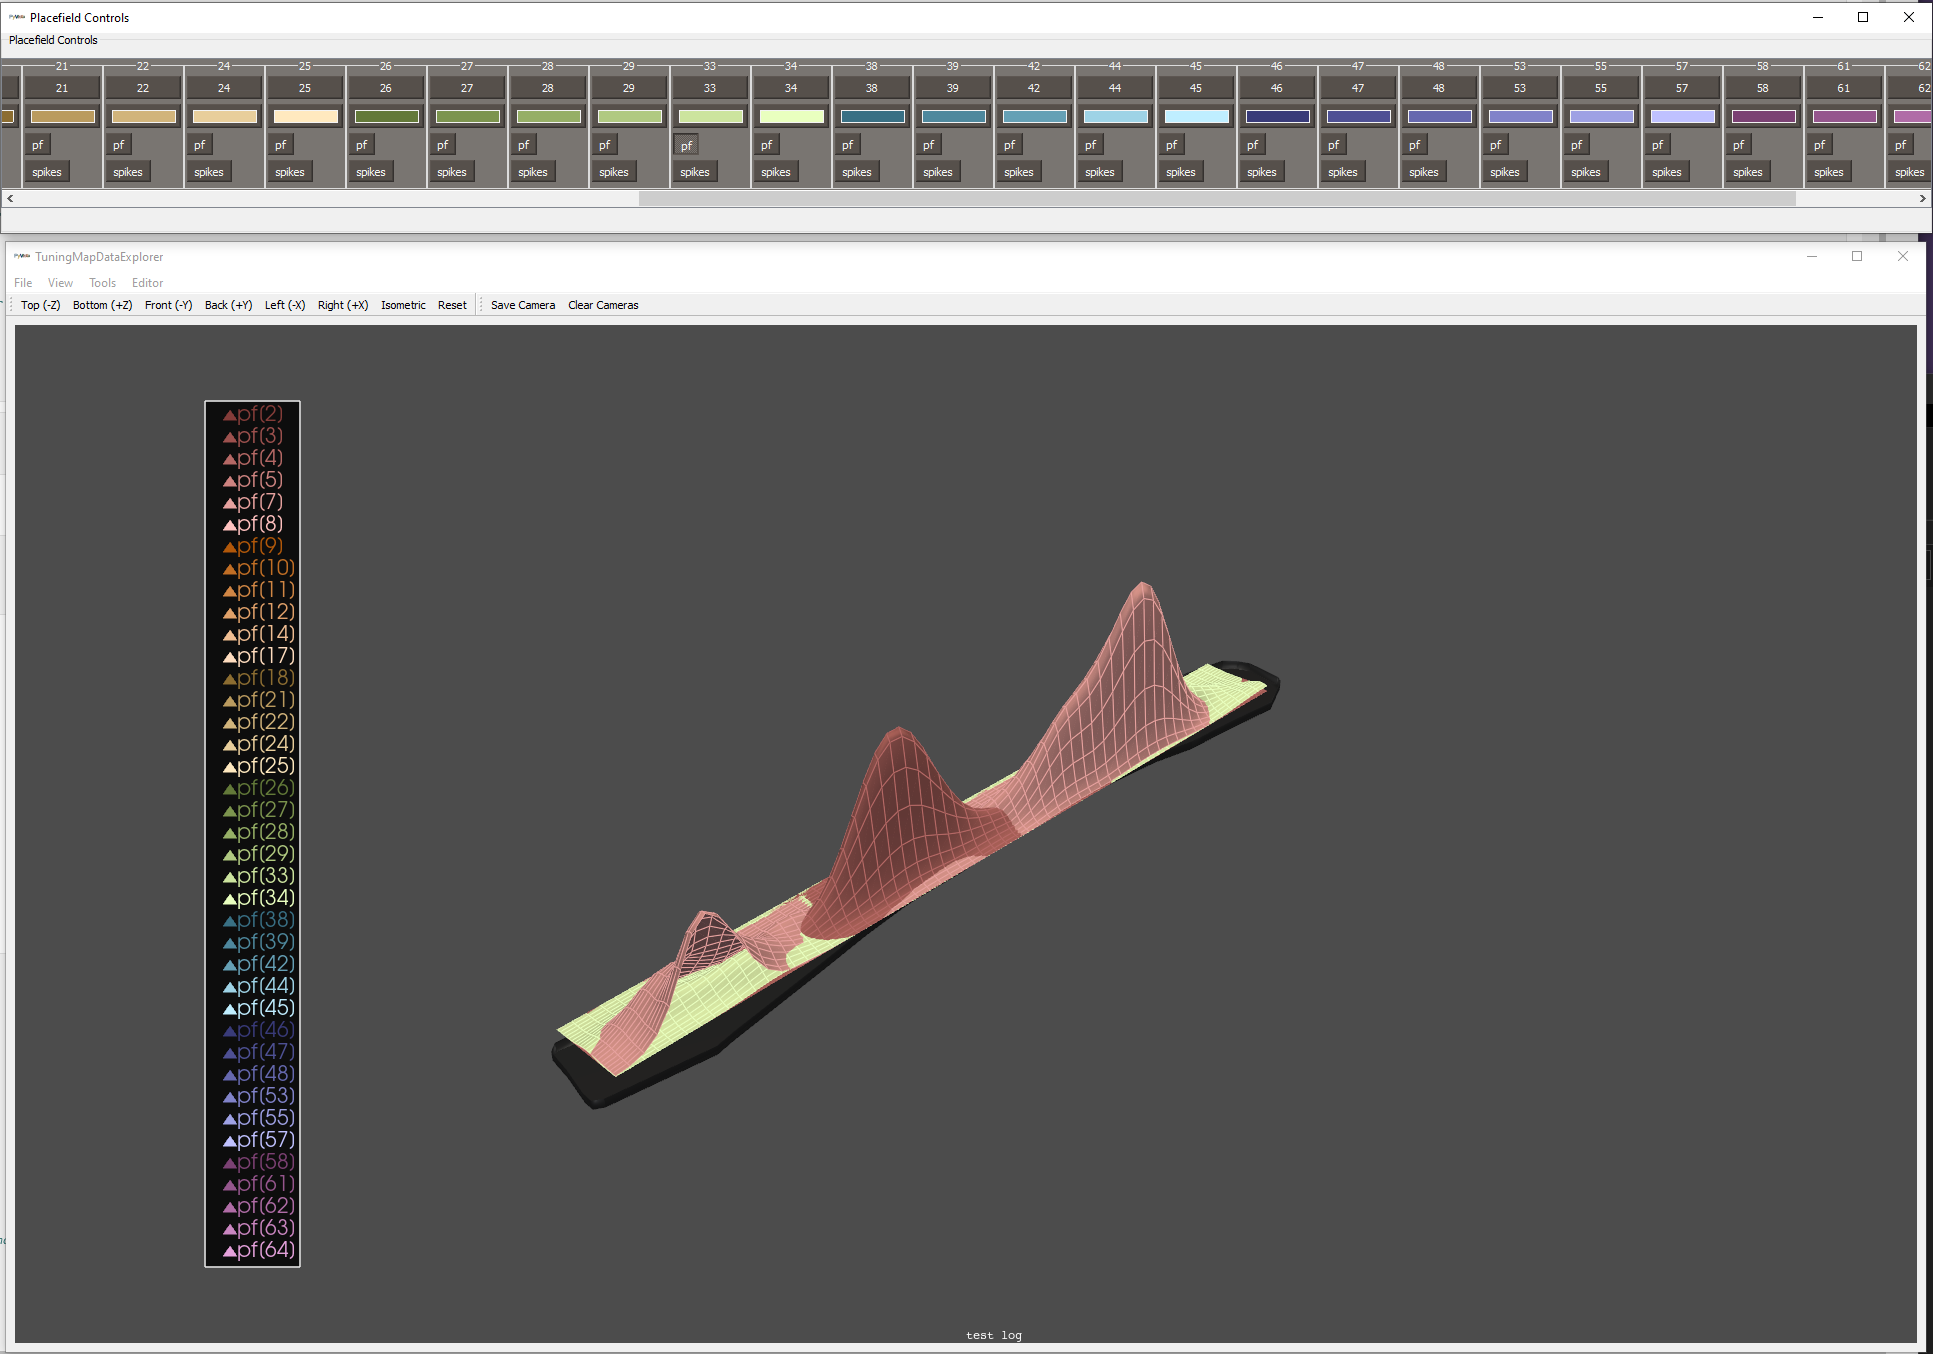 Placefield Controls
Placefield Controls
21 22 24 25 26 27 28 29 33 34 38 39 42 44 45 46 47 48 53 55 57 58 61 62
21 22 24 25 26 27 28 29 33 34 38 39 42 44 45 46 47 48 53 55 57 58 61 62
pf pf pf pf pf pf pf pf pf pf pf pf pf pf pf pf pf pf pf pf pf pf pf pf
spikes spikes spikes spikes spikes spikes spikes spikes spikes spikes spikes spikes spikes spikes spikes spikes spikes spikes spikes spikes spikes spikes spikes spikes
TuningMapDataExplorer
File View Tools Editor
Top (-Z) Bottom (+Z) Front (-Y) Back (+Y) Left (-X) Right (+X) Isometric Reset Save Camera Clear Cameras
pf(2)
pf(3)
pf(4)
pf(5)
pf(7)
pf(8)
pf(9)
pf(10)
pf(11)
pf(12)
pf(14)
pf(17)
pf(18)
pf(21)
pf(22)
pf(24)
pf(25)
pf(26)
pf(27)
pf(28)
pf(29)
pf(33)
pf(34)
pf(38)
pf(39)
pf(42)
pf(44)
pf(45)
pf(46)
pf(47)
pf(48)
pf(53)
pf(55)
pf(57)
pf(58)
pf(61)
pf(62)
pf(63)
pf(64)
test log